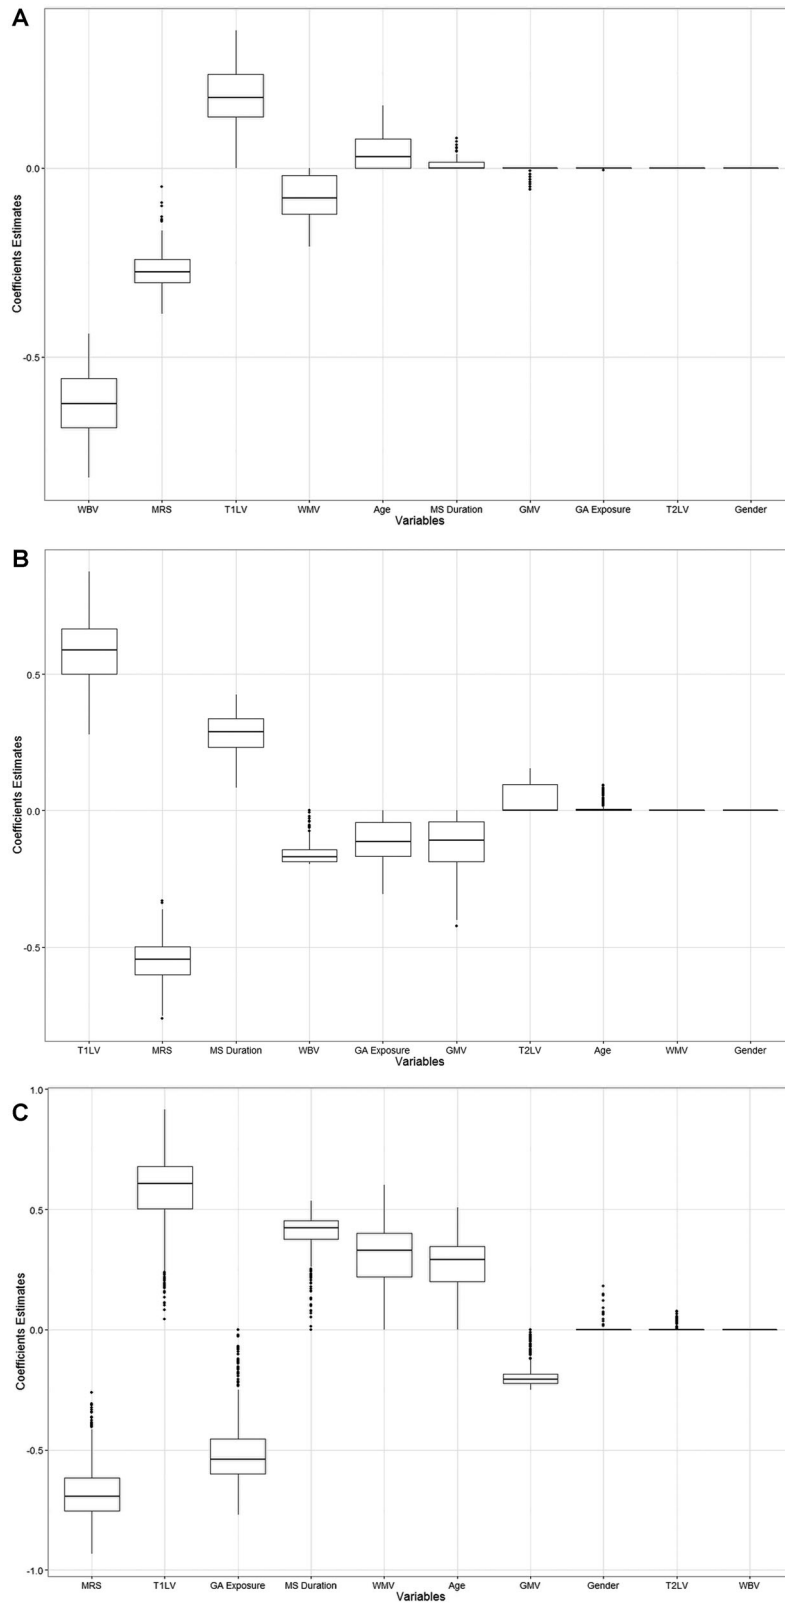 A
Coefficients Estimates
0.0
-0.5
WBV MRS T1LV WMV Age MS Duration GMV GA Exposure T2LV Gender
Variables
B
Coefficients Estimates
0.5
0.0
-0.5
T1LV MRS MS Duration WBV GA Exposure GMV T2LV Age WMV Gender
Variables
C
Coefficients Estimates
1.0
0.5
0.0
-0.5
-1.0
MRS T1LV GA Exposure MS Duration WMV Age GMV Gender T2LV WBV
Variables